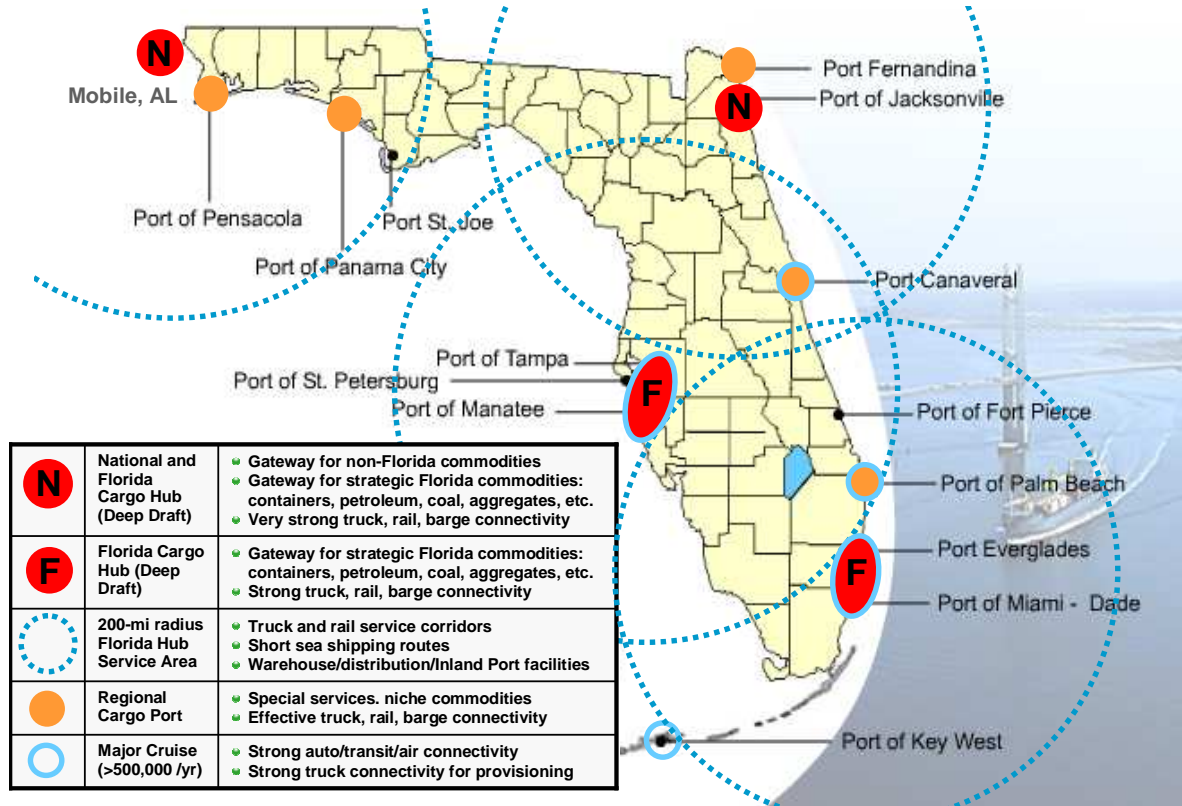 N
Mobile, AL
Port of Pensacola
Port of Panama City
Port St. Joe
Port Fernandina
N
Port of Jacksonville
Port Canaveral
Port of Tampa
Port of St. Petersburg
Port of Manatee
F
Port of Fort Pierce
Port of Palm Beach
Port Everglades
F
Port of Miami - Dade
Port of Key West
N
National and
Florida
Cargo Hub
(Deep Draft)
Gateway for non-Florida commodities
Gateway for strategic Florida commodities:
containers, petroleum, coal, aggregates, etc.
Very strong truck, rail, barge connectivity
F
Florida Cargo
Hub (Deep
Draft)
Gateway for strategic Florida commodities:
containers, petroleum, coal, aggregates, etc.
Strong truck, rail, barge connectivity
200-mi radius
Florida Hub
Service Area
Truck and rail service corridors
Short sea shipping routes
Warehouse/distribution/Inland Port facilities
Regional
Cargo Port
Special services. niche commodities
Effective truck, rail, barge connectivity
Major Cruise
(>500,000 /yr)
Strong auto/transit/air connectivity
Strong truck connectivity for provisioning